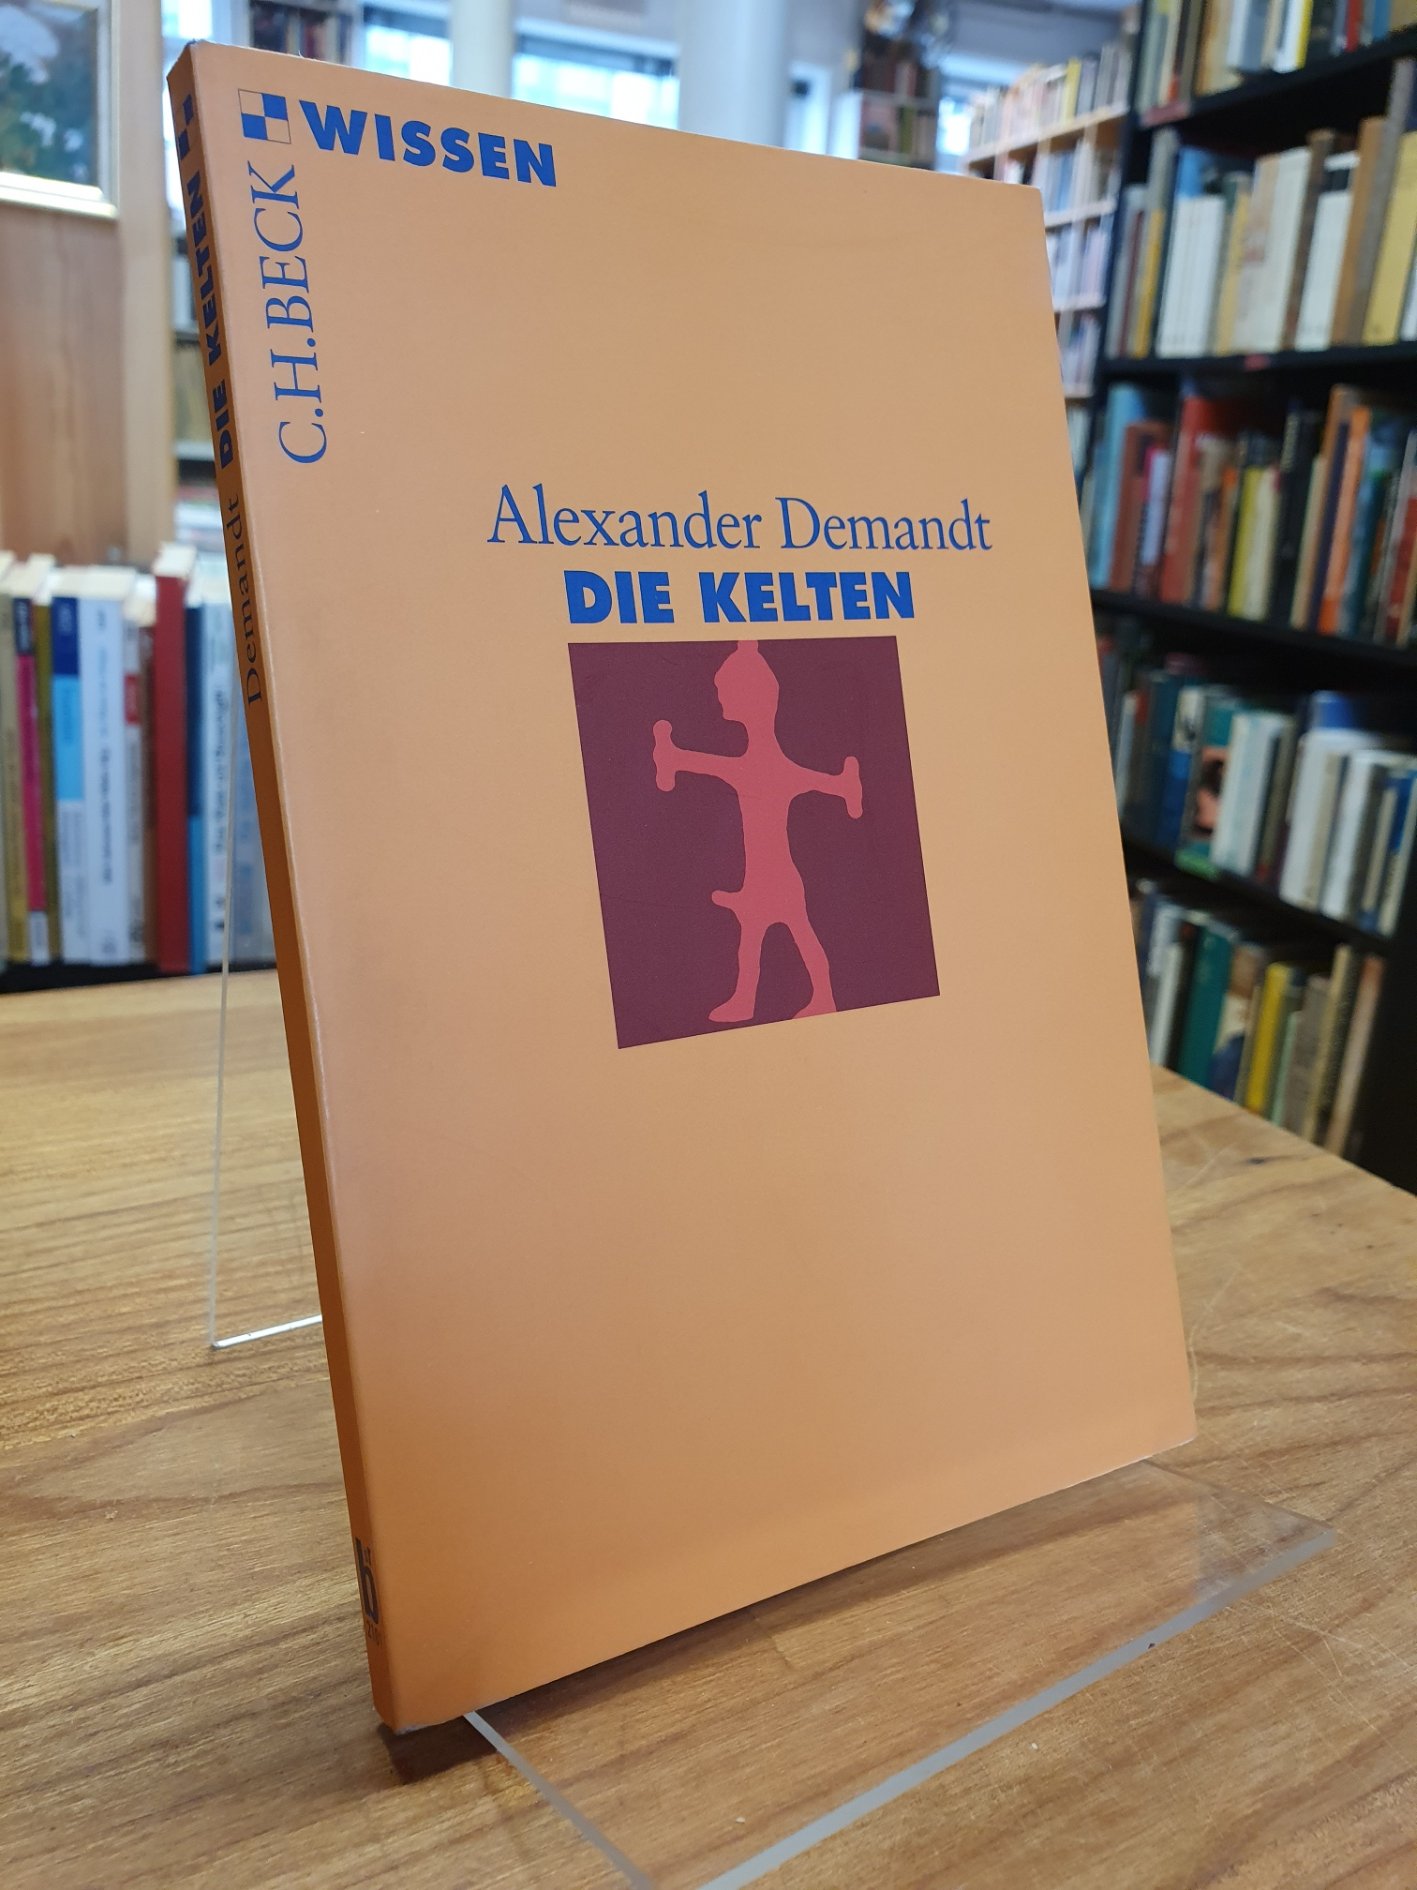 WISSEN
C.H.BECK
Alexander Demandt
DIE KELTEN
Demandt DIE KELTEN